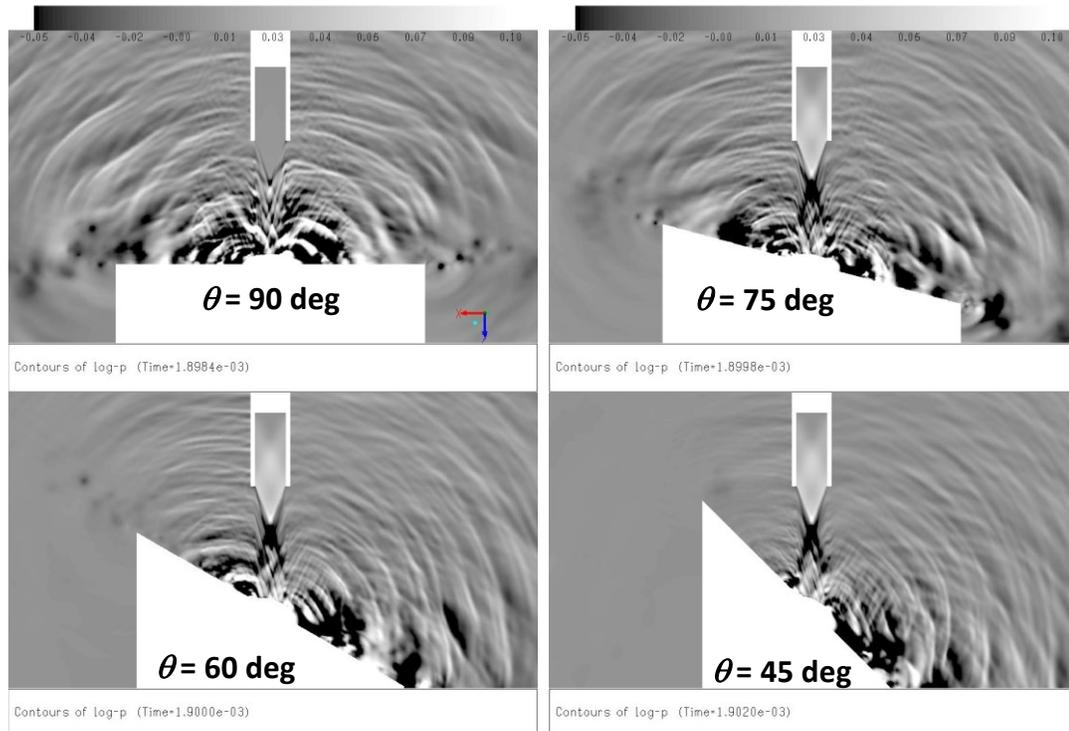 -0.05 -0.04 -0.02 -0.00 0.01 0.03 0.04 0.06 0.07 0.09 0.10
-0.05 -0.04 -0.02 -0.00 0.01 0.03 0.04 0.06 0.07 0.09 0.10
θ = 90 deg
θ = 75 deg
X
Contours of log-p (Time=1.8984e-03)
Contours of log-p (Time=1.8998e-03)
θ = 60 deg
θ = 45 deg
Contours of log-p (Time=1.9000e-03)
Contours of log-p (Time=1.9020e-03)